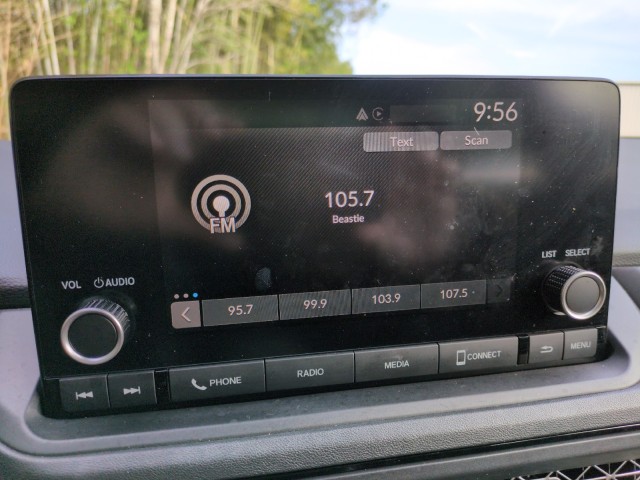 9:56
Text Scan
105.7
Beastie
FM
LIST SELECT
VOL AUDIO
95.7 99.9 103.9 107.5
PHONE RADIO MEDIA CONNECT MENU